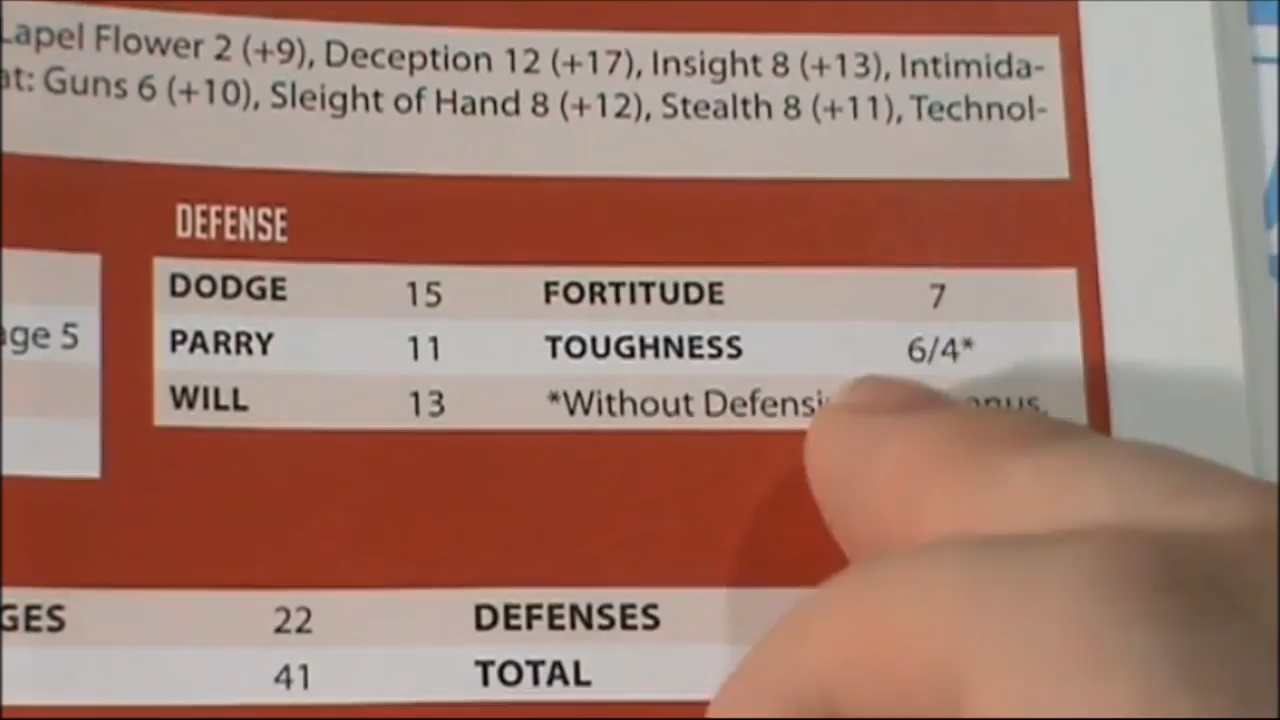 Lapel Flower 2 (+9), Deception 12 (+17), Insight 8 (+13), Intimida-
at: Guns 6 (+10), Sleight of Hand 8 (+12), Stealth 8 (+11), Technol-
DEFENSE
DODGE 15 FORTITUDE 7
age 5 PARRY 11 TOUGHNESS 6/4*
WILL 13 *Without
GES 22 DEFENSES
41 TOTAL